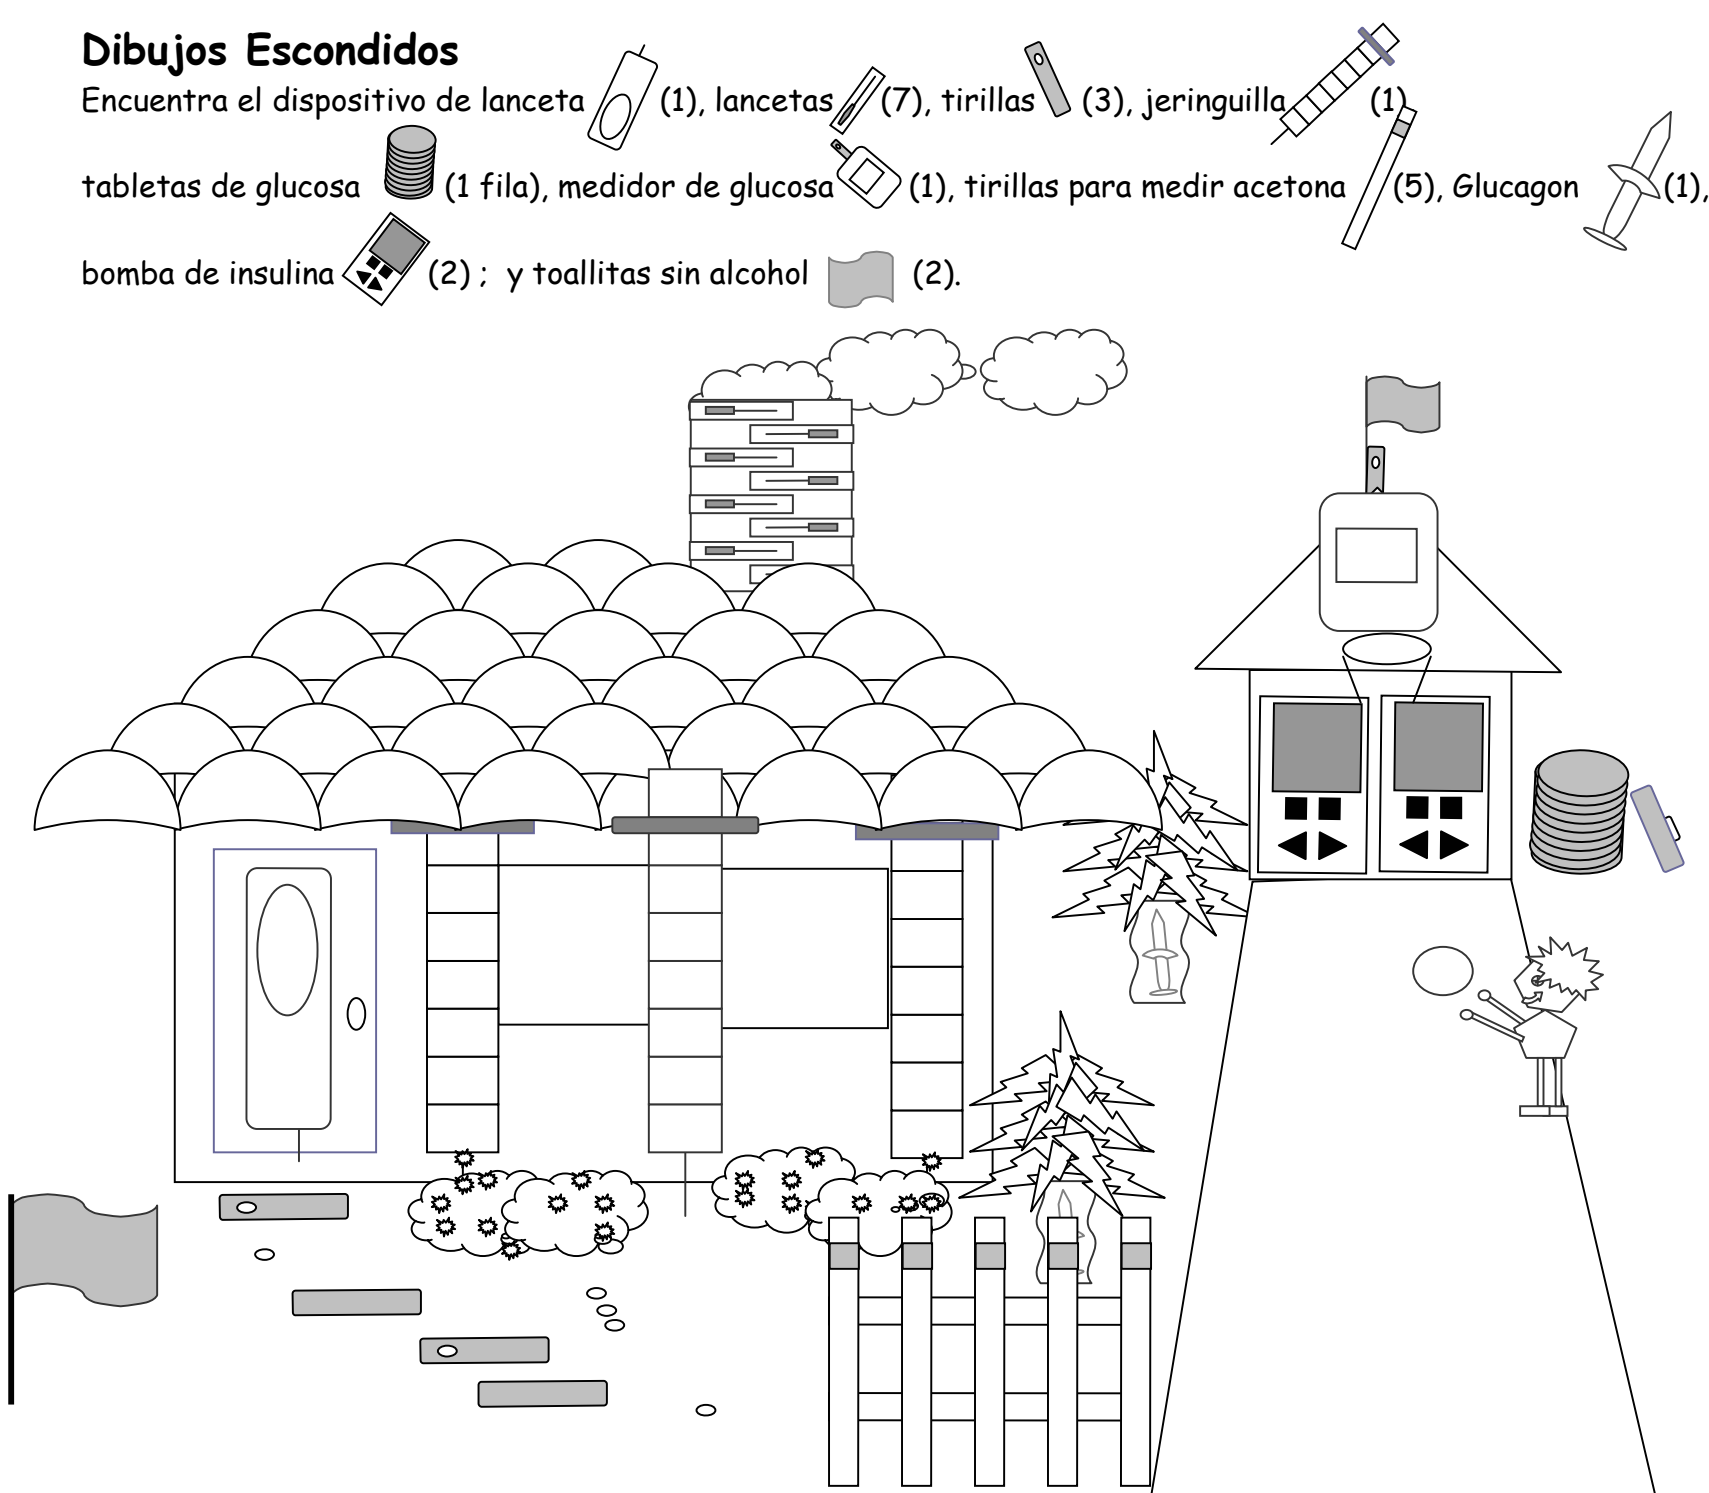 Dibujos Escondidos
Encuentra el dispositivo de lanceta (1), lancetas (7), tirillas (3), jeringuilla (1),
tabletas de glucosa (1 fila), medidor de glucosa (1), tirillas para medir acetona (5), Glucagon (1),
bomba de insulina (2) ; y toallitas sin alcohol (2).